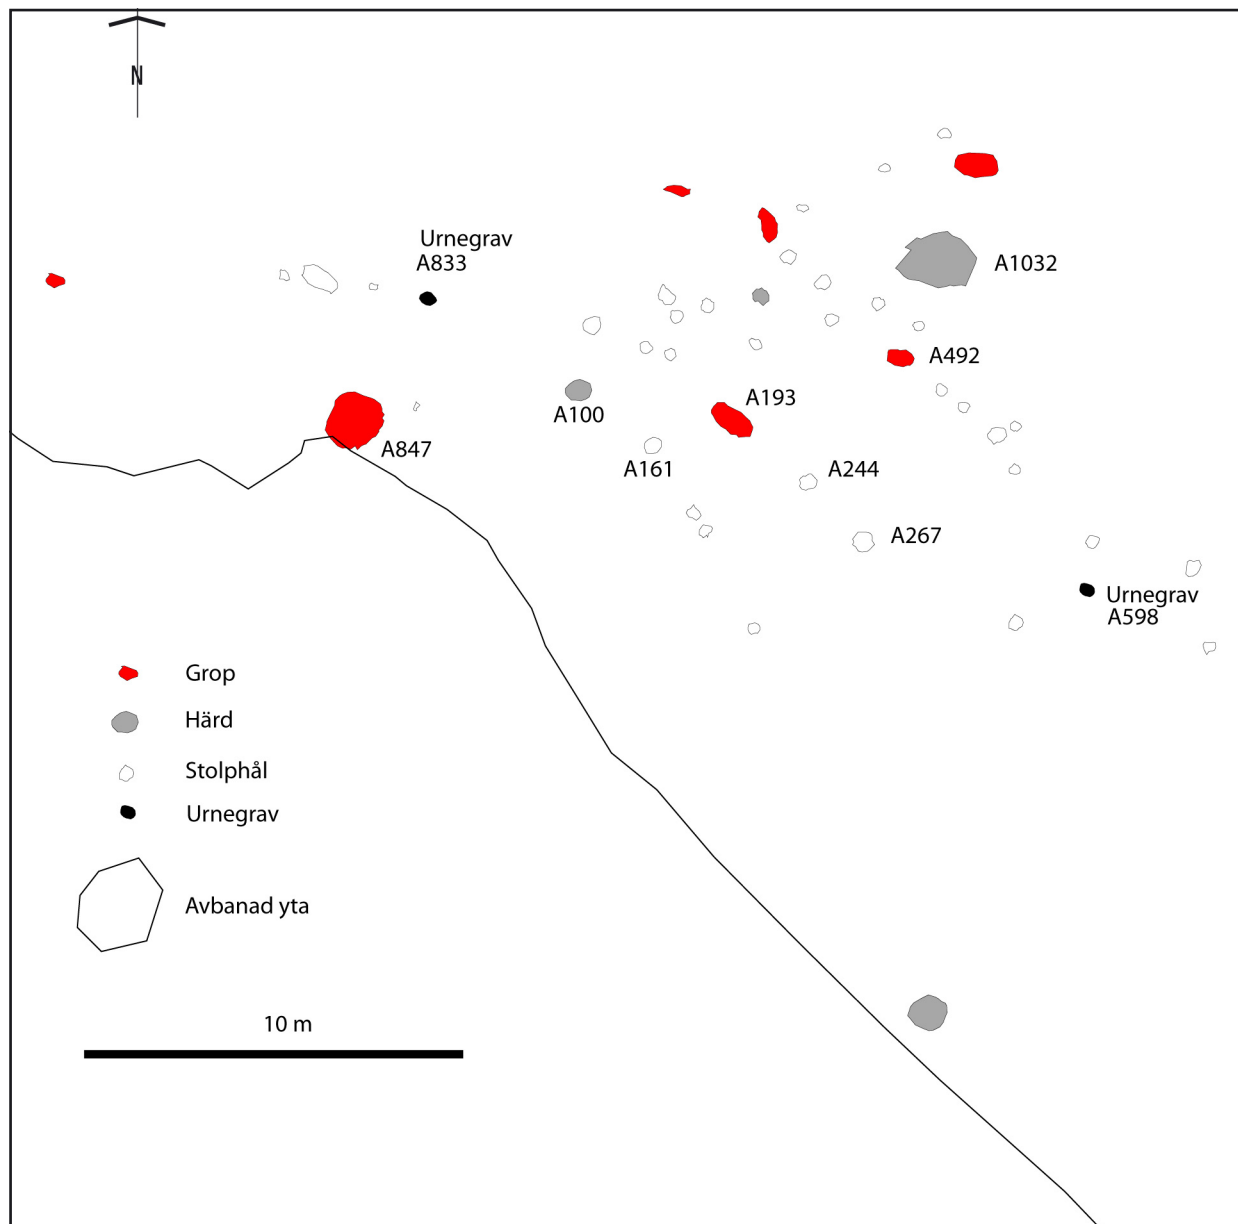 N
Urnegrav
A833
A1032
A492
A193
A100
A847
A161
A244
A267
Urnegrav
A598
Grop
Härd
Stolphål
Urnegrav
Avbanad yta
10 m